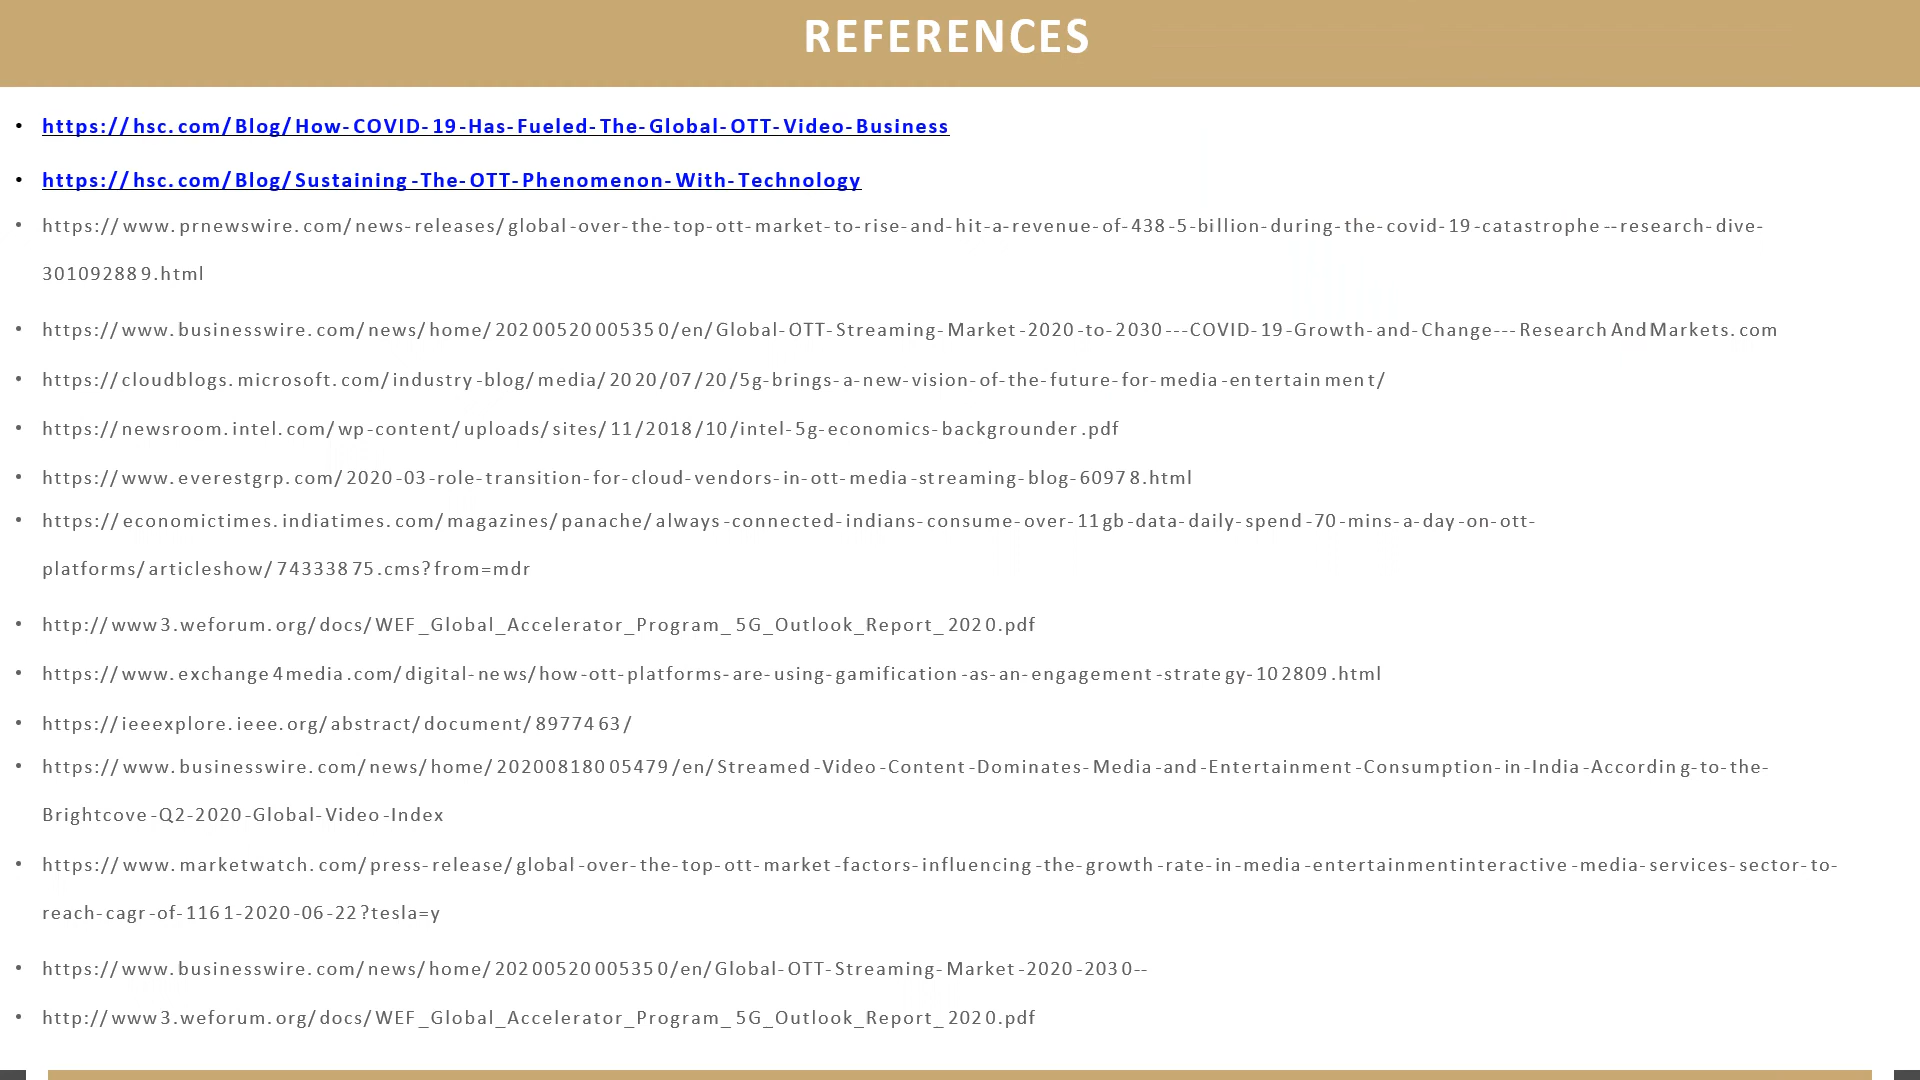 REFERENCES
• https://hsc.com/Blog/How-COVID-19-Has-Fueled-The-Global-OTT-Video-Business
• https://hsc.com/Blog/Sustaining-The-OTT-Phenomenon-With-Technology
• https://www.prnewswire.com/news-releases/global-over-the-top-ott-market-to-rise-and-hit-a-revenue-of-438-5-billion-during-the-covid-19-catastrophe--research-dive-
301092889.html
• https://www.businesswire.com/news/home/20200520005350/en/Global-OTT-Streaming-Market-2020-to-2030---COVID-19-Growth-and-Change---ResearchAndMarkets.com
• https://cloudblogs.microsoft.com/industry-blog/media/2020/07/20/5g-brings-a-new-vision-of-the-future-for-media-entertainment/
• https://newsroom.intel.com/wp-content/uploads/sites/11/2018/10/intel-5g-economics-backgrounder.pdf
• https://www.everestgrp.com/2020-03-role-transition-for-cloud-vendors-in-ott-media-streaming-blog-60978.html
• https://economictimes.indiatimes.com/magazines/panache/always-connected-indians-consume-over-11gb-data-daily-spend-70-mins-a-day-on-ott-
platforms/articleshow/74333875.cms?from=mdr
• http://www3.weforum.org/docs/WEF_Global_Accelerator_Program_5G_Outlook_Report_2020.pdf
• https://www.exchange4media.com/digital-news/how-ott-platforms-are-using-gamification-as-an-engagement-strategy-102809.html
• https://ieeexplore.ieee.org/abstract/document/8977463/
• https://www.businesswire.com/news/home/20200818005479/en/Streamed-Video-Content-Dominates-Media-and-Entertainment-Consumption-in-India-According-to-the-
Brightcove-Q2-2020-Global-Video-Index
• https://www.marketwatch.com/press-release/global-over-the-top-ott-market-factors-influencing-the-growth-rate-in-media-entertainmentinteractive-media-services-sector-to-
reach-cagr-of-1161-2020-06-22?tesla=y
• https://www.businesswire.com/news/home/20200520005350/en/Global-OTT-Streaming-Market-2020-2030--
• http://www3.weforum.org/docs/WEF_Global_Accelerator_Program_5G_Outlook_Report_2020.pdf